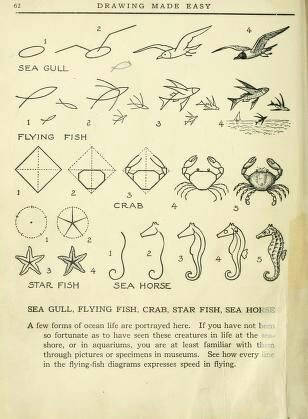 62
DRAWING MADE EASY
1 2 3 4
SEA GULL
1 2 3 4
FLYING FISH
1 2 3 4 5
CRAB
1 2
3 4 1 2 3 4 5
STAR FISH SEA HORSE
SEA GULL, FLYING FISH, CRAB, STAR FISH, SEA HORSE
A few forms of ocean life are portrayed here. If you have not been
so fortunate as to have seen these creatures in life at the sea-
shore, or in aquariums, you are at least familiar with them
through pictures or specimens in museums. See how every line
in the flying-fish diagrams expresses speed in flying.